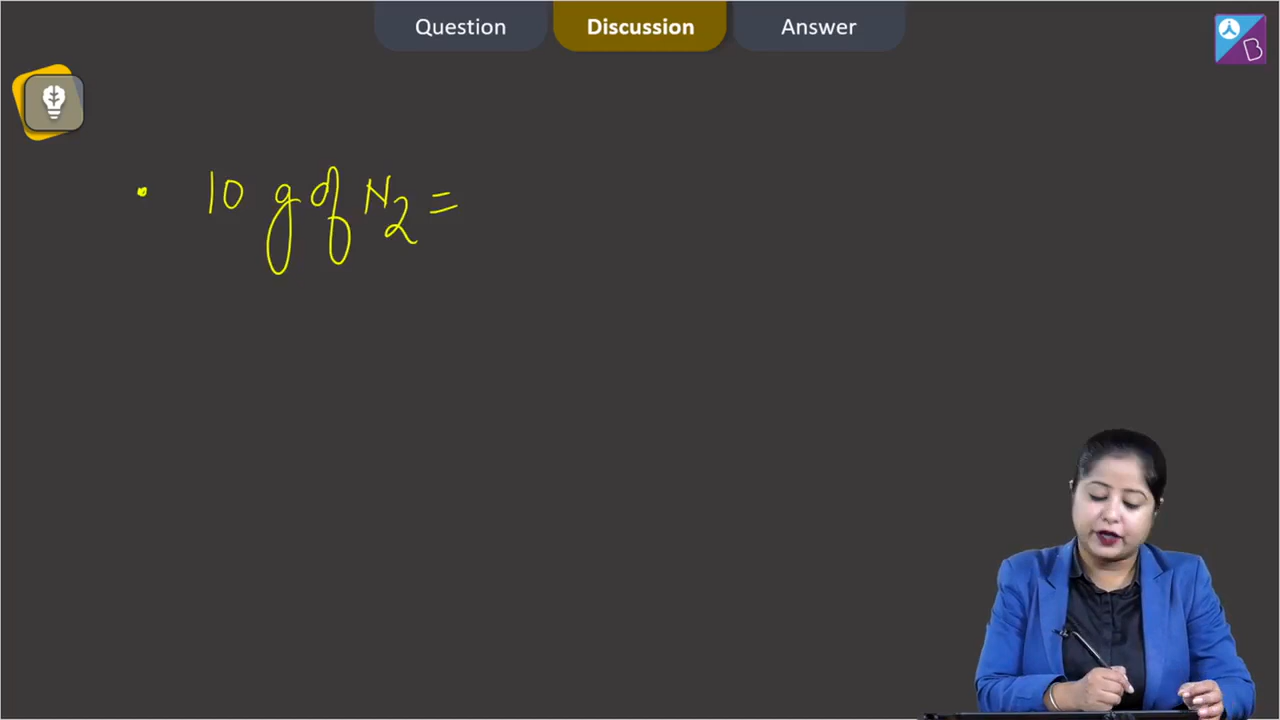 Question Discussion Answer
B
• 10 g of N2 =